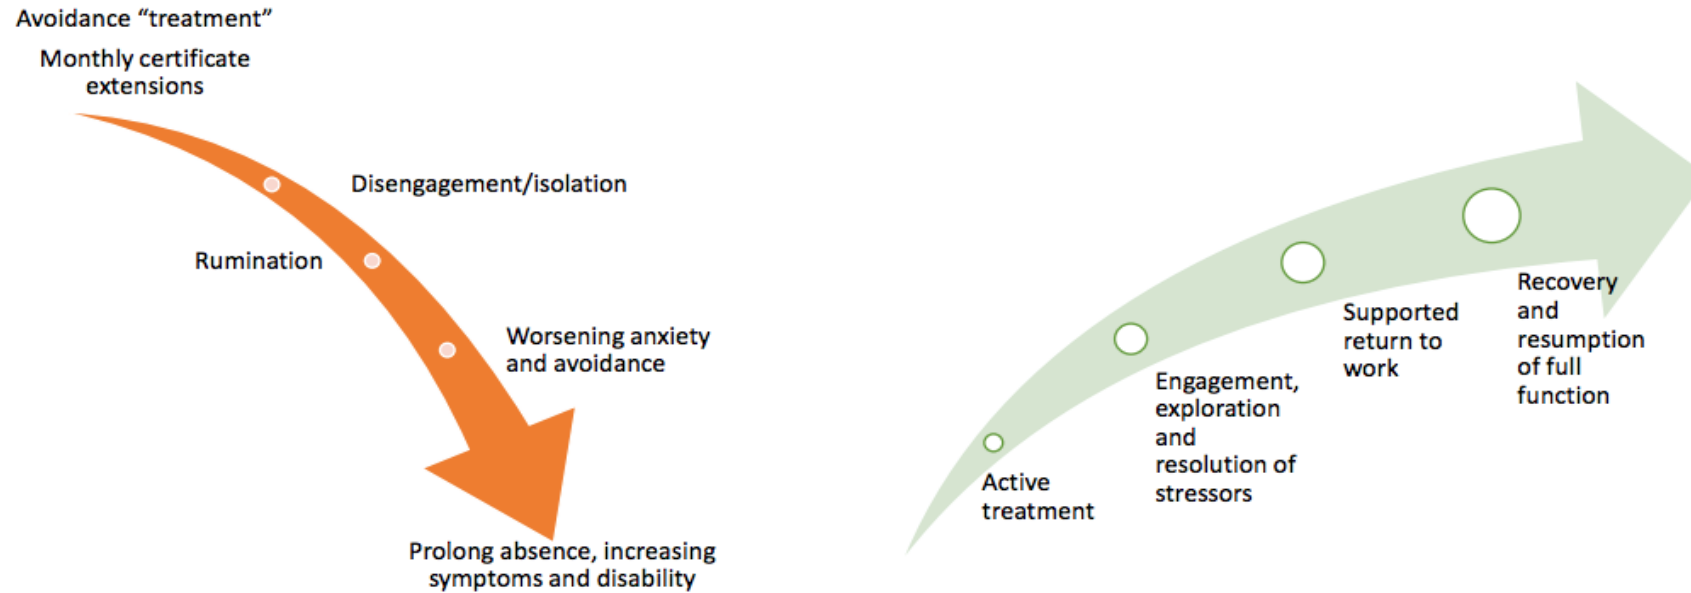 Avoidance “treatment”
Monthly certificate
extensions
Disengagement/isolation
Rumination
Worsening anxiety
and avoidance
Prolong absence, increasing
symptoms and disability
Active
treatment
Engagement,
exploration
and
resolution of
stressors
Supported
return to
work
Recovery
and
resumption
of full
function